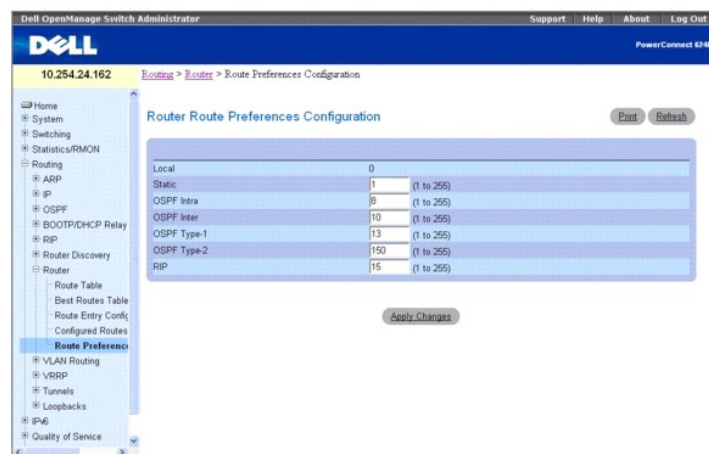 Dell OpenManage Switch Administrator
Support Help About Log Out
DELL
PowerConnect
10.254.24.162
Routing > Router > Route Preferences Configuration
Home
System
Switching
Statistics/RMON
Routing
ARP
IP
OSPF
BOOTP/DHCP Relay
RIP
Router Discovery
Router
Route Table
Best Routes Table
Route Entry Config
Configured Routes
Route Preference
VLAN Routing
VRRP
Tunnels
Loopbacks
IPv6
Quality of Service
Router Route Preferences Configuration
Print Refresh
Local 0
Static 1 (1 to 255)
OSPF Intra 8 (1 to 255)
OSPF Inter 10 (1 to 255)
OSPF Type-1 13 (1 to 255)
OSPF Type-2 150 (1 to 255)
RIP 15 (1 to 255)
Apply Changes